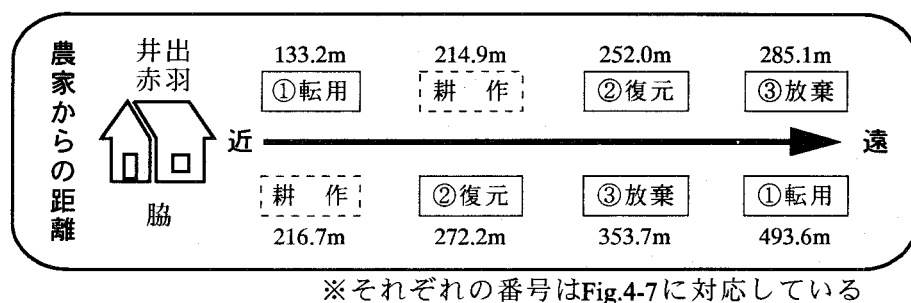 農家からの距離
井出
赤羽
脇
133.2m 214.9m 252.0m 285.1m
①転用 耕 作 ②復元 ③放棄
近 遠
耕 作 ②復元 ③放棄 ①転用
216.7m 272.2m 353.7m 493.6m
※それぞれの番号はFig.4-7に対応している